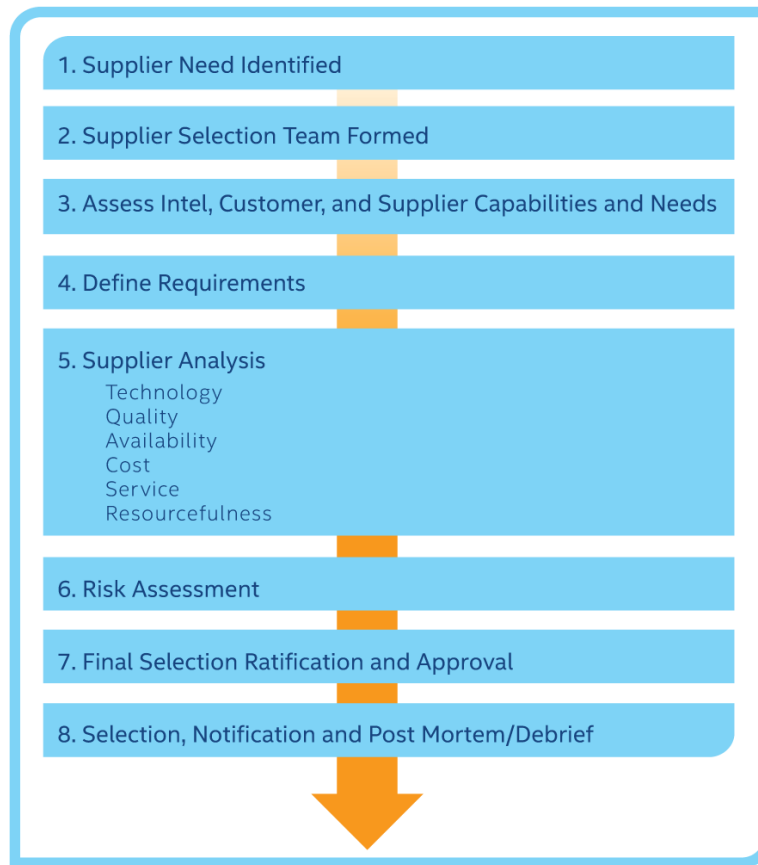 1. Supplier Need Identified
2. Supplier Selection Team Formed
3. Assess Intel, Customer, and Supplier Capabilities and Needs
4. Define Requirements
5. Supplier Analysis
Technology
Quality
Availability
Cost
Service
Resourcefulness
6. Risk Assessment
7. Final Selection Ratification and Approval
8. Selection, Notification and Post Mortem/Debrief